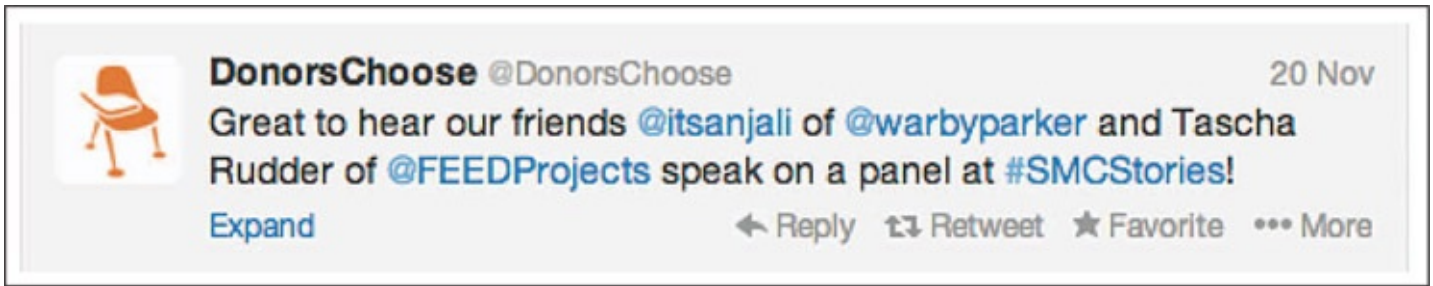 DonorsChoose @DonorsChoose 20 Nov
Great to hear our friends @itsanjali of @warbyparker and Tascha
Rudder of @FEEDProjects speak on a panel at #SMCStories!
Expand Reply Retweet Favorite More